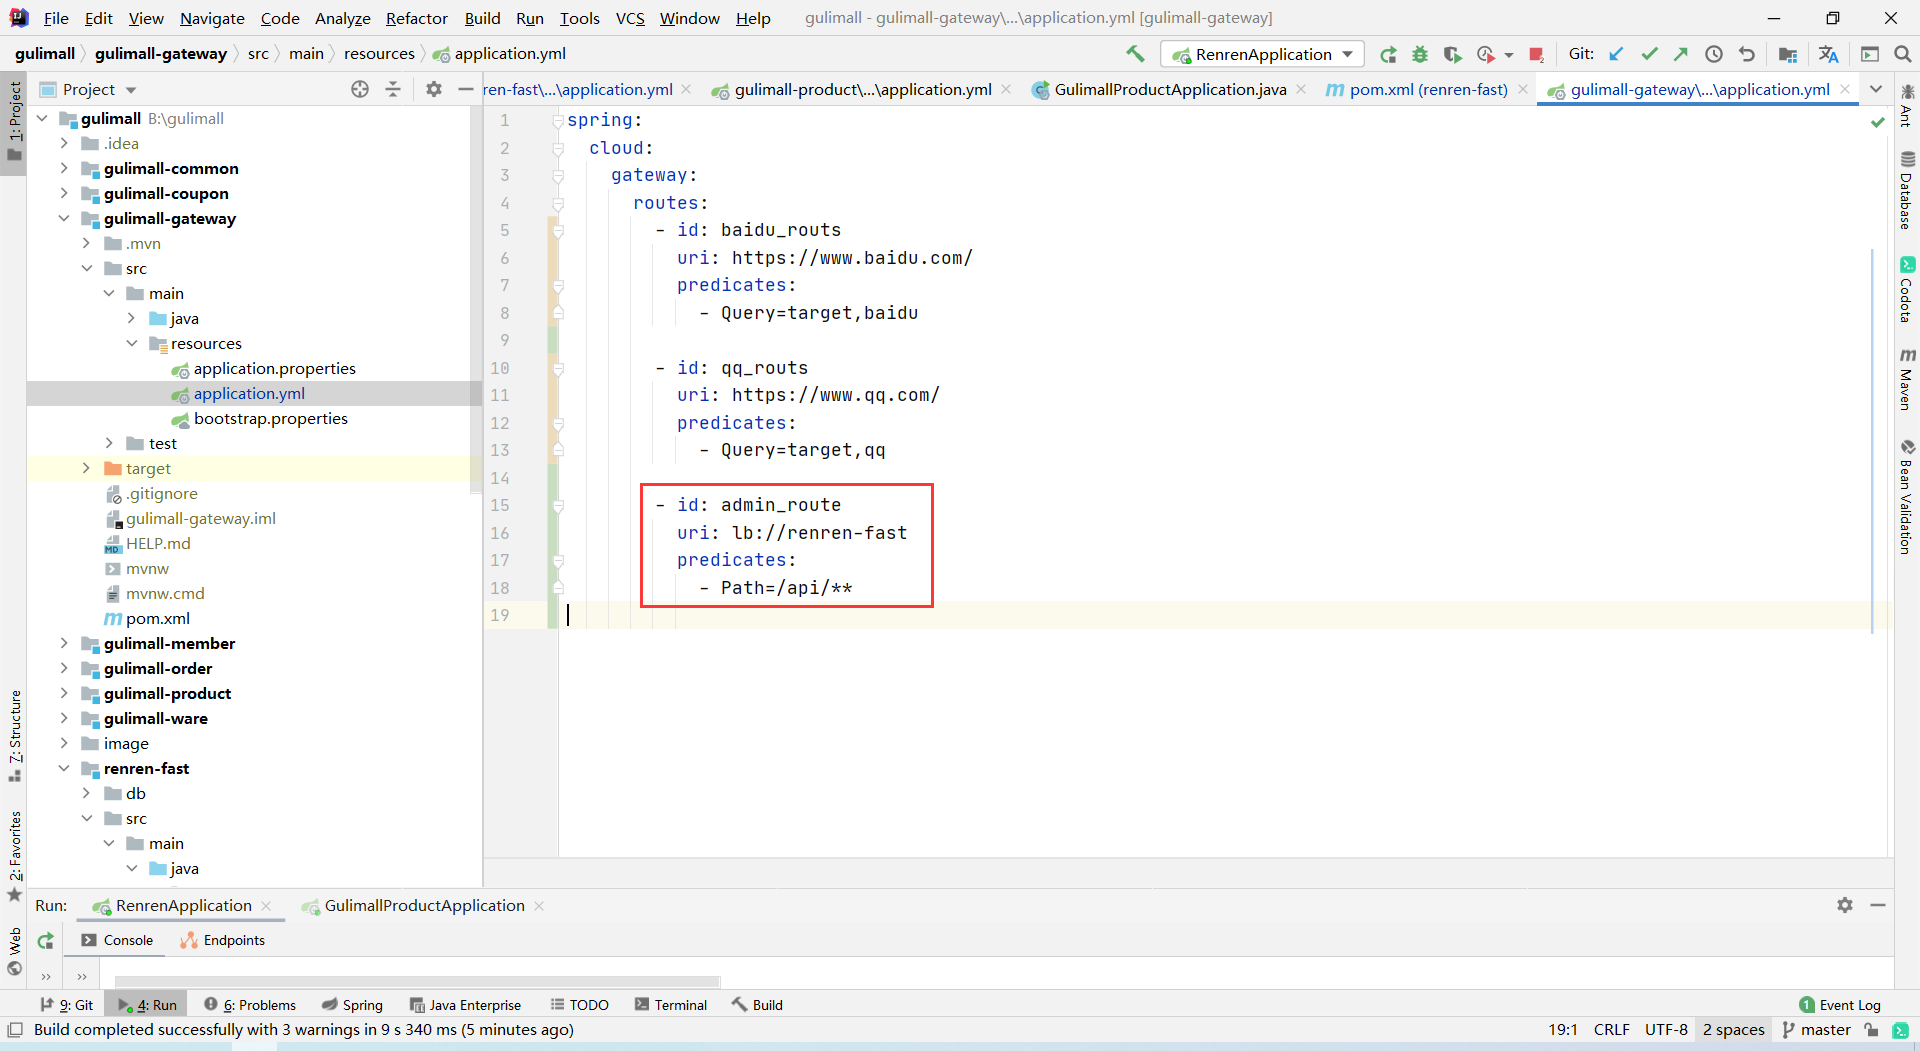 File Edit View Navigate Code Analyze Refactor Build Run Tools VCS Window Help gulimall - gulimall-gateway\...\application.yml [gulimall-gateway]
gulimall gulimall-gateway src main resources application.yml RenrenApplication Git:
Project
ren-fast\...\application.yml gulimall-product\...\application.yml GulimallProductApplication.java pom.xml (renren-fast) gulimall-gateway\...\application.yml
1: Project
7: Structure
2: Favorites
Web
gulimall B:\gulimall
.idea
gulimall-common
gulimall-coupon
gulimall-gateway
.mvn
src
main
java
resources
application.properties
application.yml
bootstrap.properties
test
target
.gitignore
gulimall-gateway.iml
HELP.md
mvnw
mvnw.cmd
pom.xml
gulimall-member
gulimall-order
gulimall-product
gulimall-ware
image
renren-fast
db
src
main
java
1 spring:
2 cloud:
3 gateway:
4 routes:
5 - id: baidu_routs
6 uri: https://www.baidu.com/
7 predicates:
8 - Query=target,baidu
9
10 - id: qq_routs
11 uri: https://www.qq.com/
12 predicates:
13 - Query=target,qq
14
15 - id: admin_route
16 uri: lb://renren-fast
17 predicates:
18 - Path=/api/**
19
Ant
Database
Codota
Maven
Bean Validation
Run: RenrenApplication GulimallProductApplication
Console Endpoints
9: Git 4: Run 6: Problems Spring Java Enterprise TODO Terminal Build 1 Event Log
Build completed successfully with 3 warnings in 9 s 340 ms (5 minutes ago) 19:1 CRLF UTF-8 2 spaces master